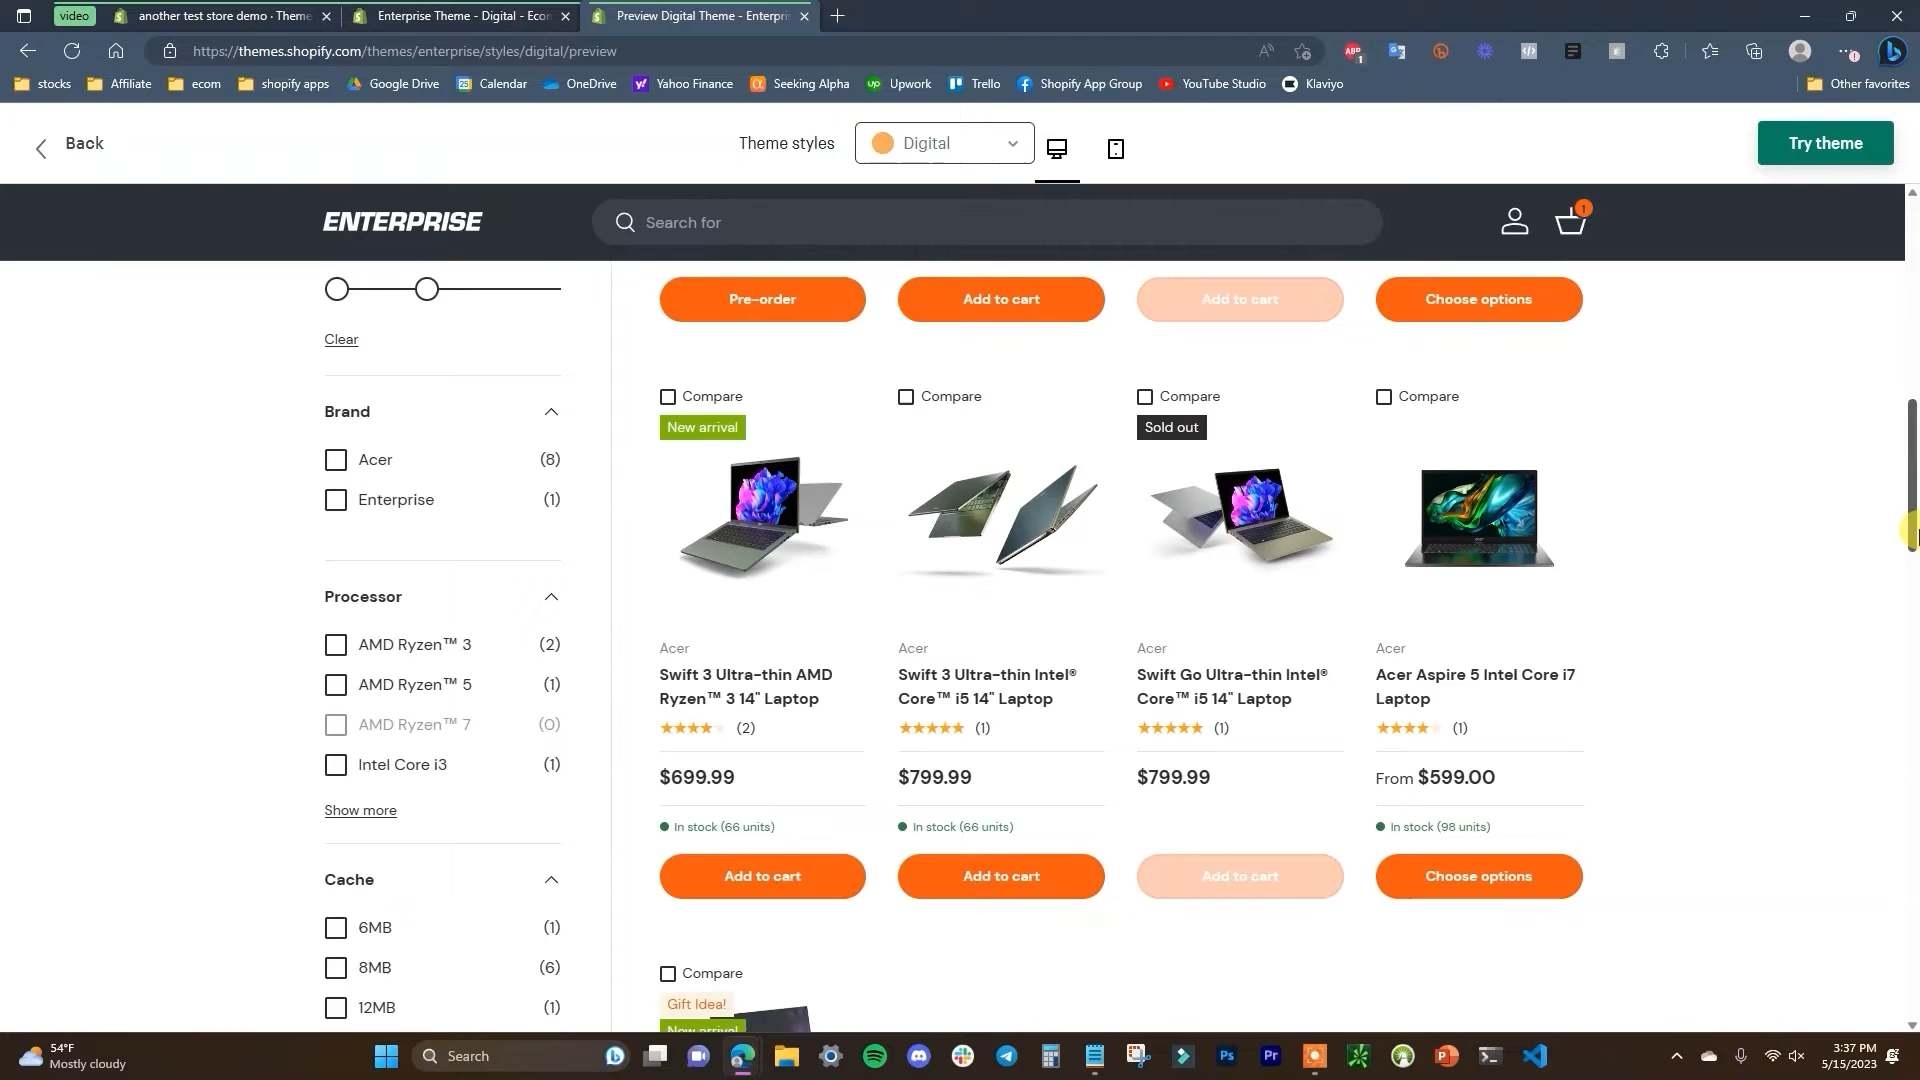 video
another test store demo · Theme
Enterprise Theme - Digital - Econ
Preview Digital Theme - Enterpris
https://themes.shopify.com/themes/enterprise/styles/digital/preview
ABP
1
stocks
Affiliate
ecom
shopify apps
Google Drive
25
Calendar
OneDrive
Yahoo Finance
Seeking Alpha
up
Upwork
Trello
Shopify App Group
YouTube Studio
Klaviyo
Other favorites
Back
Theme styles
Digital
Try theme
ENTERPRISE
Search for
1
Clear
Brand
Acer (8)
Enterprise (1)
Processor
AMD Ryzen™ 3 (2)
AMD Ryzen™ 5 (1)
AMD Ryzen™ 7 (0)
Intel Core i3 (1)
Show more
Cache
6MB (1)
8MB (6)
12MB (1)
Pre-order
Add to cart
Add to cart
Choose options
Compare
New arrival
Acer
Swift 3 Ultra-thin AMD
Ryzen™ 3 14" Laptop
(2)
$699.99
In stock (66 units)
Add to cart
Compare
Acer
Swift 3 Ultra-thin Intel®
Core™ i5 14" Laptop
(1)
$799.99
In stock (66 units)
Add to cart
Compare
Sold out
Acer
Swift Go Ultra-thin Intel®
Core™ i5 14" Laptop
(1)
$799.99
Add to cart
Compare
Acer
Acer Aspire 5 Intel Core i7
Laptop
(1)
From $599.00
In stock (98 units)
Choose options
Compare
Gift Idea!
New arrival
54°F
Mostly cloudy
Search
Ps
Pr
3:37 PM
5/15/2023